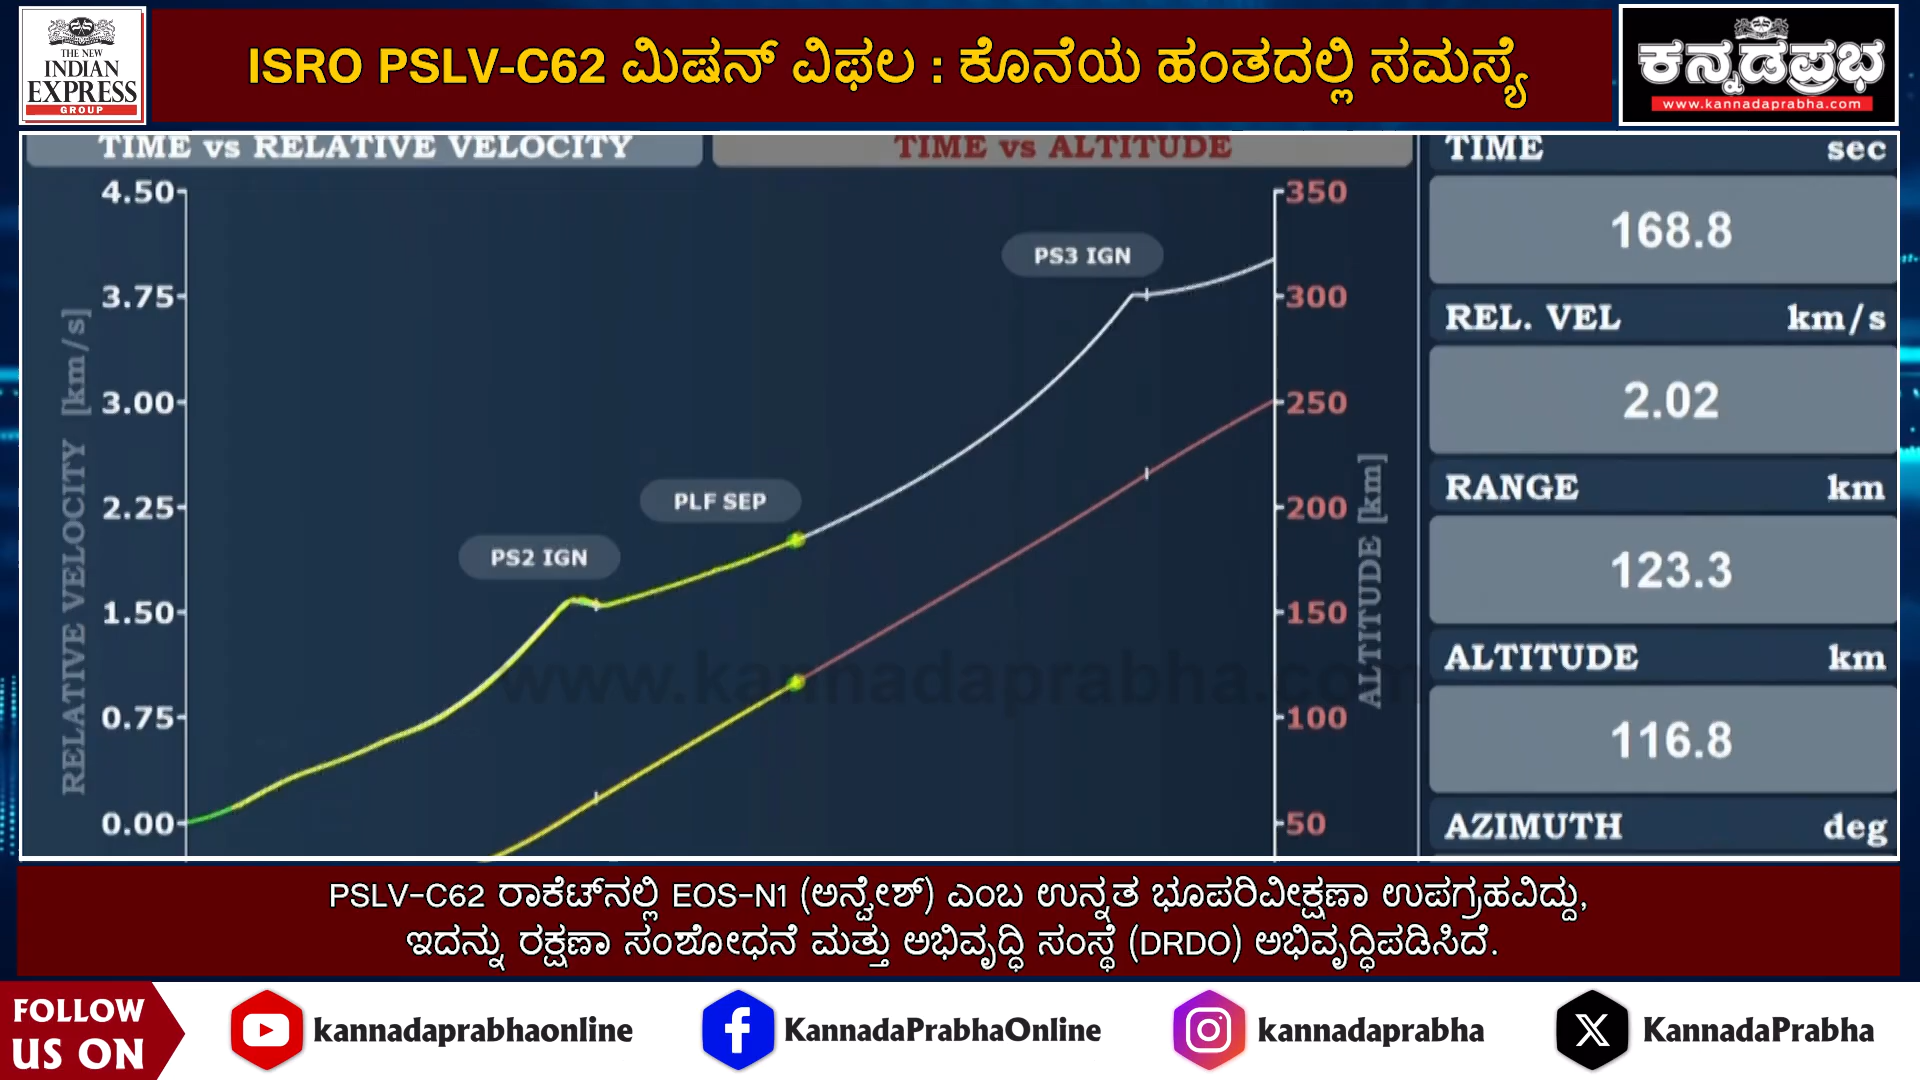 THE NEW
INDIAN
EXPRESS
GROUP
ISRO PSLV-C62 ಮಿಷನ್ ವಿಫಲ : ಕೊನೆಯ ಹಂತದಲ್ಲಿ ಸಮಸ್ಯೆ
ಕನ್ನಡಪ್ರಭ
www.kannadaprabha.com
TIME vs RELATIVE VELOCITY
TIME vs ALTITUDE
RELATIVE VELOCITY [km/s]
4.50
3.75
3.00
2.25
1.50
0.75
0.00
PS2 IGN
PLF SEP
PS3 IGN
350
300
250
200
150
100
50
ALTITUDE [km]
www.kannadaprabha.com
TIME sec
168.8
REL. VEL km/s
2.02
RANGE km
123.3
ALTITUDE km
116.8
AZIMUTH deg
PSLV-C62 ರಾಕೆಟ್‌ನಲ್ಲಿ EOS-N1 (ಅನ್ವೇಶ್) ಎಂಬ ಉನ್ನತ ಭೂಪರಿವೀಕ್ಷಣಾ ಉಪಗ್ರಹವಿದ್ದು,
ಇದನ್ನು ರಕ್ಷಣಾ ಸಂಶೋಧನೆ ಮತ್ತು ಅಭಿವೃದ್ಧಿ ಸಂಸ್ಥೆ (DRDO) ಅಭಿವೃದ್ಧಿಪಡಿಸಿದೆ.
FOLLOW
US ON
kannadaprabhaonline
KannadaPrabhaOnline
kannadaprabha
KannadaPrabha